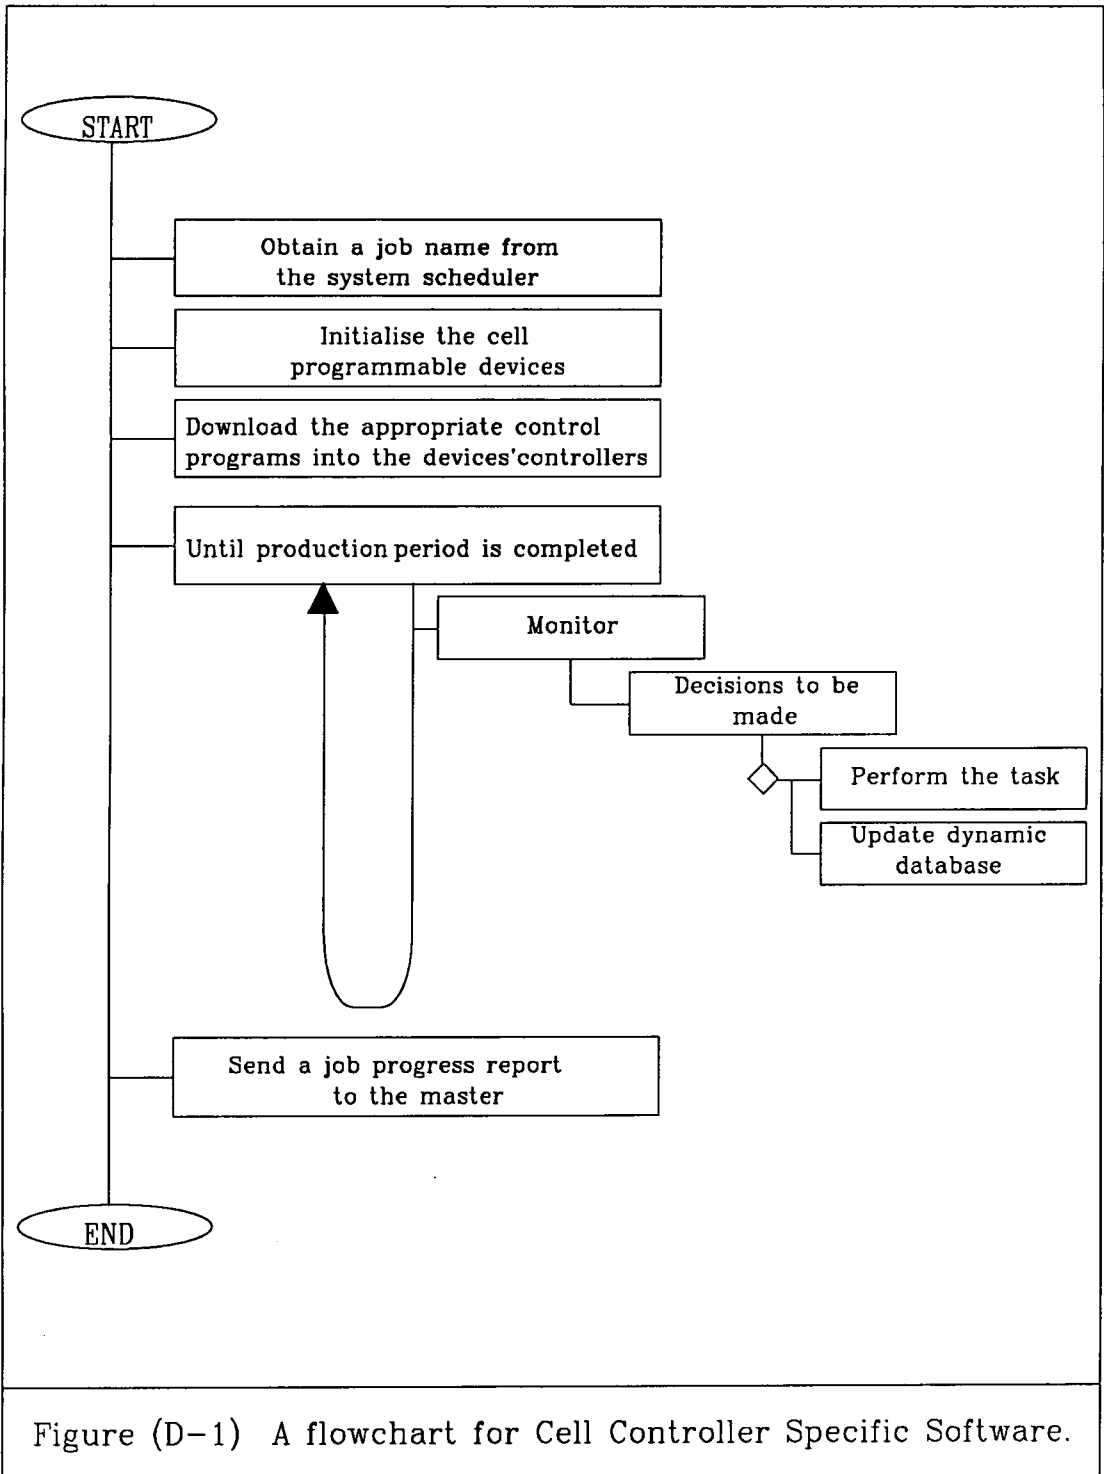 START
Obtain a job name from
the system scheduler
Initialise the cell
programmable devices
Download the appropriate control
programs into the devices'controllers
Until production period is completed
Monitor
Decisions to be
made
Perform the task
Update dynamic
database
Send a job progress report
to the master
END
Figure (D-1) A flowchart for Cell Controller Specific Software.